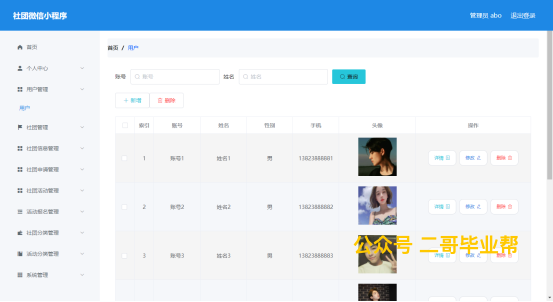 社团微信小程序
管理员 abo 退出登录
首页
个人中心
用户管理
用户
社团管理
社团信息管理
社团申请管理
社团活动管理
活动报名管理
社团分类管理
活动分类管理
系统管理
首页 / 用户
账号 账号 姓名 姓名 查询
+ 新增 删除
索引 账号 姓名 性别 手机 头像 操作
1 账号1 姓名1 男 13823888881 详情 修改 删除
2 账号2 姓名2 男 13823888882 详情 修改 删除
3 账号3 姓名3 男 13823888883 详情 修改 删除
公众号 二哥毕业帮